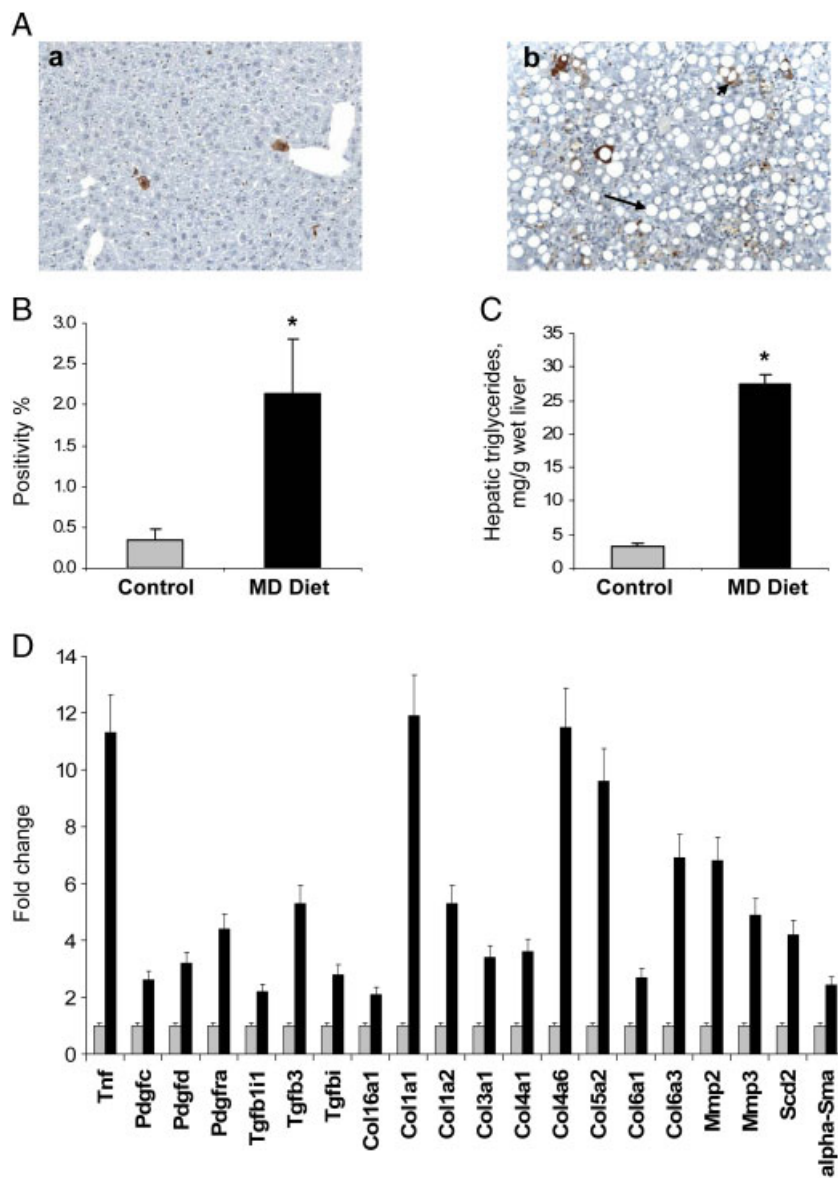 A
a
b
B
3.0
2.5
2.0
1.5
1.0
0.5
0.0
Positivity %
*
Control
MD Diet
C
35
30
25
20
15
10
5
0
Hepatic triglycerides,
mg/g wet liver
*
Control
MD Diet
D
14
12
10
8
6
4
2
0
Fold change
Tnf
Pdgfc
Pdgfd
Pdgfra
Tgfb1i1
Tgfb3
Tgfbi
Col16a1
Col1a1
Col1a2
Col3a1
Col4a1
Col4a6
Col5a2
Col6a1
Col6a3
Mmp2
Mmp3
Scd2
alpha-Sma